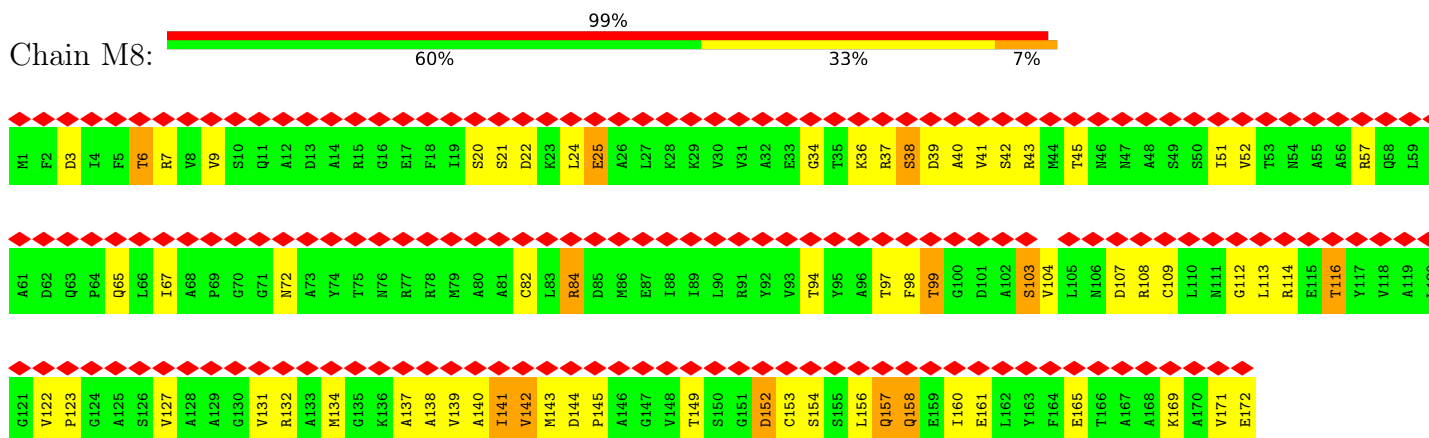 99%
Chain M8:
60% 33% 7%
M1 F2 D3 I4 F5 T6 R7 V8 V9 S10 Q11 A12 D13 A14 R15 G16 E17 F18 I19 S20 S21 D22 K23 L24 E25 A26 L27 K28 K29 V30 V31 A32 E33 G34 T35 K36 R37 S38 D39 A40 V41 S42 R43 M44 T45 N46 N47 A48 S49 S50 I51 V52 T53 N54 A55 A56 R57 Q58 L59
A61 D62 Q63 P64 Q65 L66 I67 A68 P69 G70 G71 N72 A73 Y74 T75 N76 R77 R78 M79 A80 A81 C82 L83 R84 D85 M86 E87 I88 I89 L90 R91 Y92 V93 T94 Y95 A96 T97 F98 T99 G100 D101 A102 S103 V104 L105 N106 D107 R108 C109 L110 N111 G112 L113 R114 E115 T116 Y117 V118 A119
G121 V122 P123 G124 A125 S126 V127 A128 A129 G130 V131 R132 A133 M134 G135 K136 A137 A138 V139 A140 I141 V142 M143 D144 P145 A146 G147 V148 T149 S150 G151 D152 C153 S154 S155 L156 Q157 Q158 E159 I160 E161 L162 Y163 F164 E165 T166 A167 A168 K169 A170 V171 E172